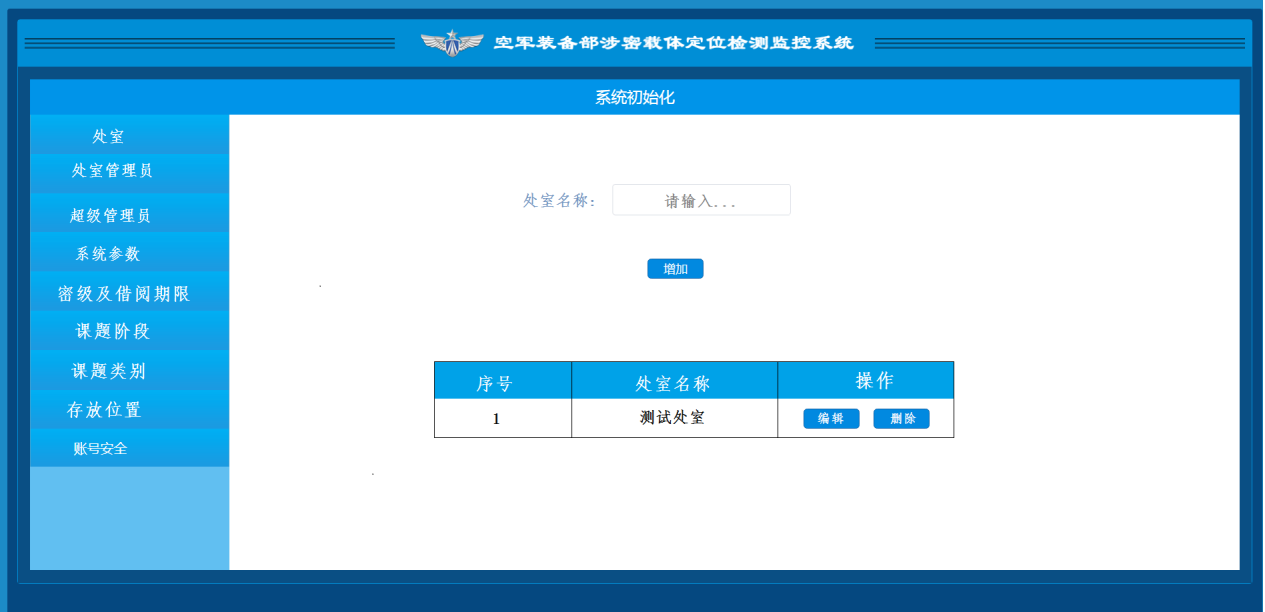 空军装备部涉密载体定位检测监控系统
系统初始化
处室
处室管理员
超级管理员
系统参数
密级及借阅期限
课题阶段
课题类别
存放位置
账号安全
处室名称： 请输入...
增加
序号 处室名称 操作
1 测试处室 编辑 删除